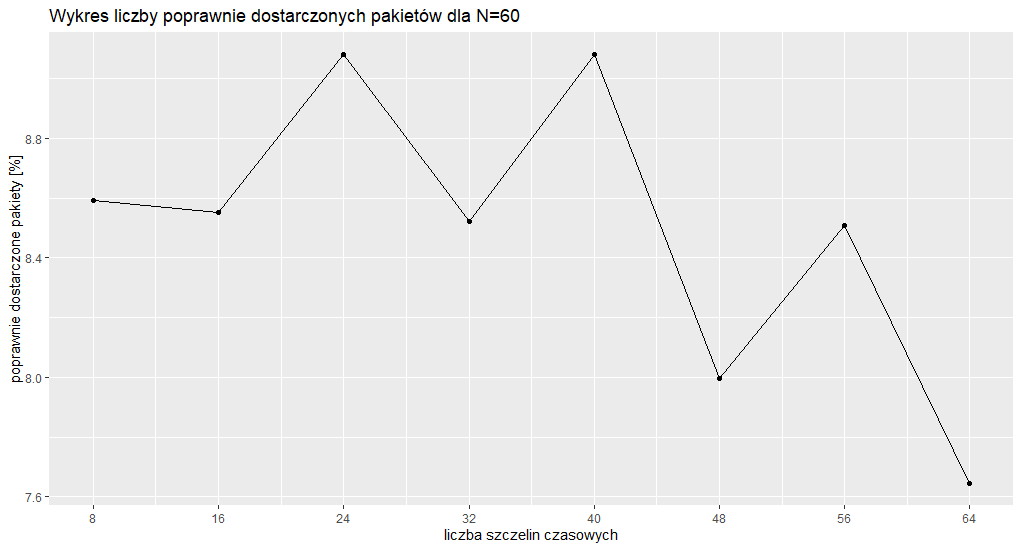 Wykres liczby poprawnie dostarczonych pakietów dla N=60
poprawnie dostarczone pakiety [%]
8.8
8.4
8.0
7.6
8 16 24 32 40 48 56 64
liczba szczelin czasowych